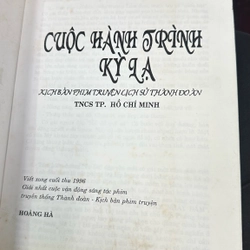 CUỘC HÀNH TRÌNH
KỲ LẠ
KỊCH BẢN PHIM TRUYỆN LỊCH SỬ THÀNH ĐOÀN
TNCS TP. HỒ CHÍ MINH
Viết xong cuối thu 1996
Giải nhất cuộc vận động sáng tác phim
truyền thống Thành đoàn - Kịch bản phim truyện
HOÀNG HÀ